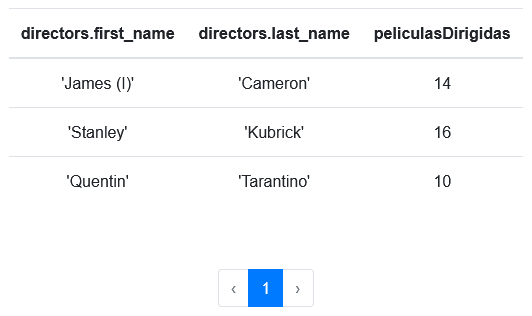 directors.first_name directors.last_name peliculasDirigidas
'James (I)' 'Cameron' 14
'Stanley' 'Kubrick' 16
'Quentin' 'Tarantino' 10
‹ 1 ›